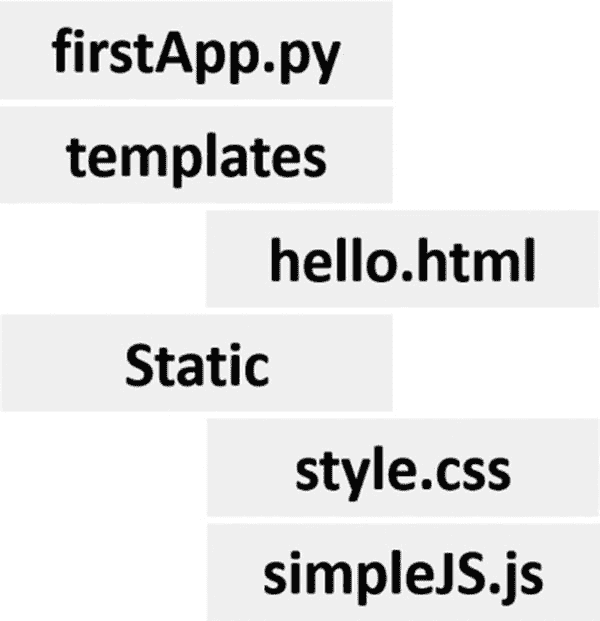 firstApp.py
templates
hello.html
Static
style.css
simpleJS.js